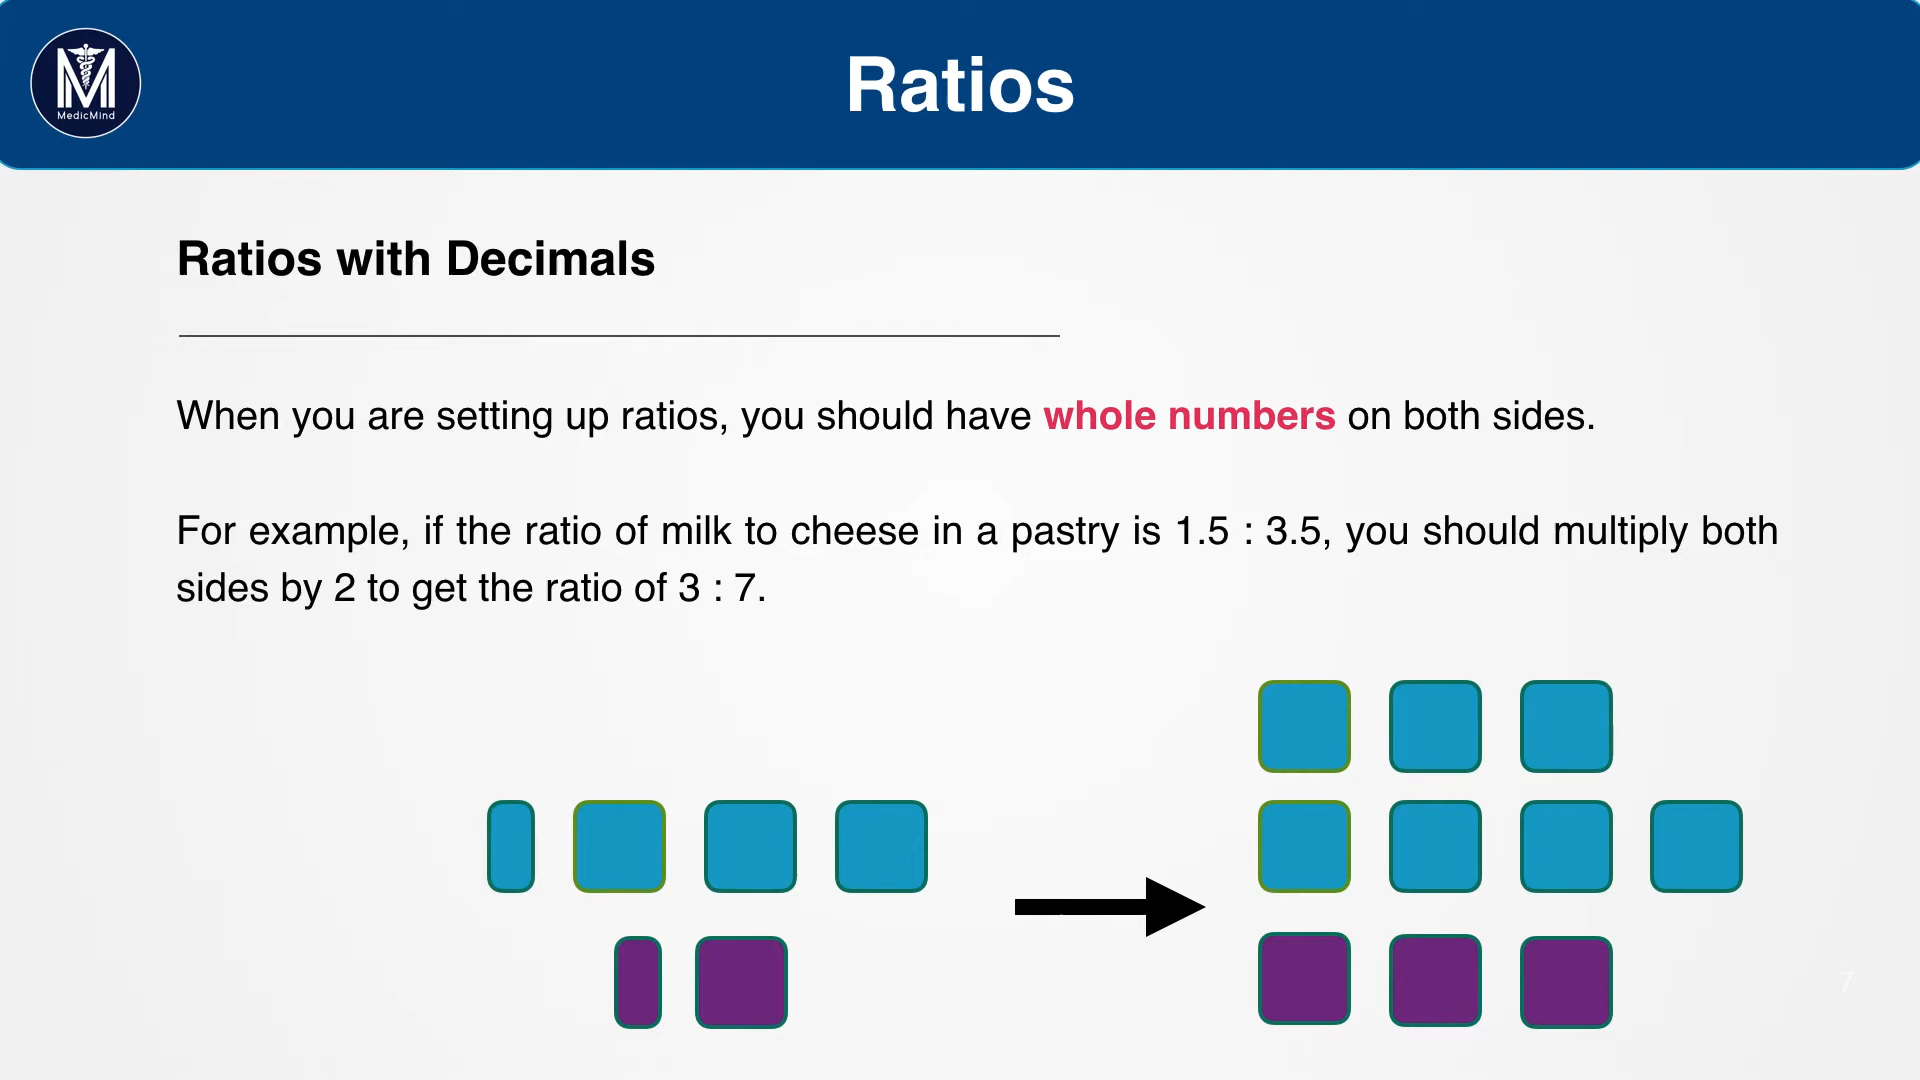 MedicMind
Ratios
Ratios with Decimals
When you are setting up ratios, you should have whole numbers on both sides.
For example, if the ratio of milk to cheese in a pastry is 1.5 : 3.5, you should multiply both
sides by 2 to get the ratio of 3 : 7.
7